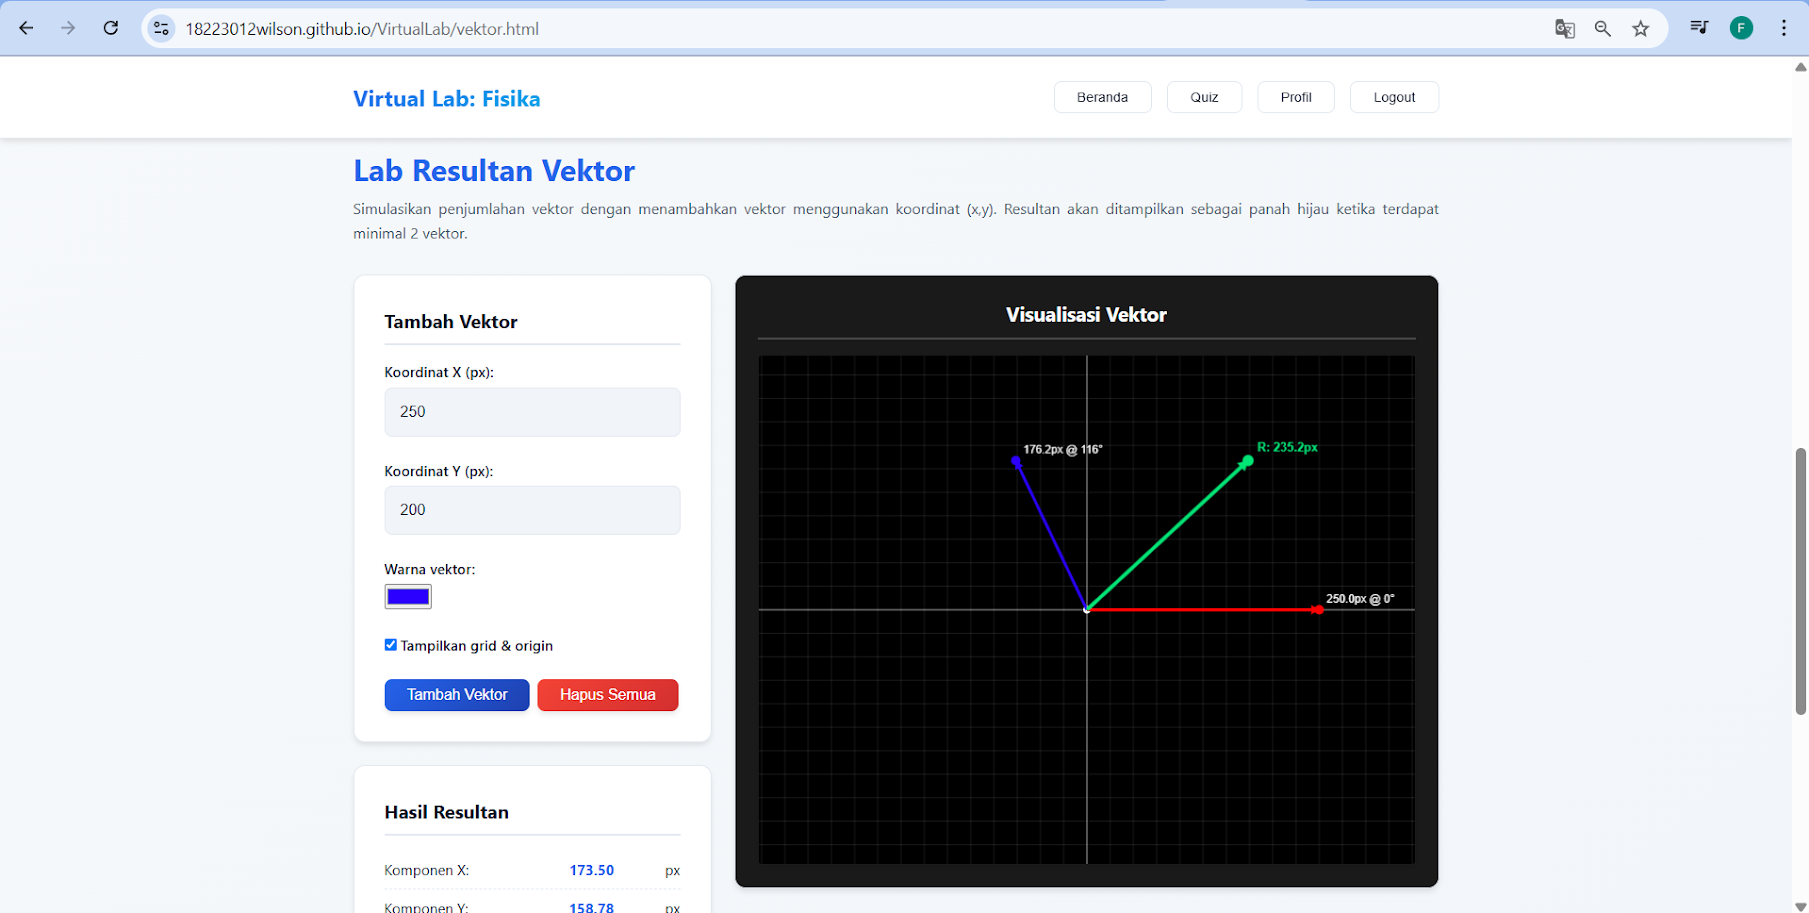 18223012wilson.github.io/VirtualLab/vektor.html
F
Virtual Lab: Fisika
Beranda
Quiz
Profil
Logout
Lab Resultan Vektor
Simulasikan penjumlahan vektor dengan menambahkan vektor menggunakan koordinat (x,y). Resultan akan ditampilkan sebagai panah hijau ketika terdapat
minimal 2 vektor.
Tambah Vektor
Koordinat X (px):
250
Koordinat Y (px):
200
Warna vektor:
Tampilkan grid & origin
Tambah Vektor
Hapus Semua
Hasil Resultan
Komponen X: 173.50 px
Komponen Y: 158.78 px
Visualisasi Vektor
176.2px @ 116°
R: 235.2px
250.0px @ 0°